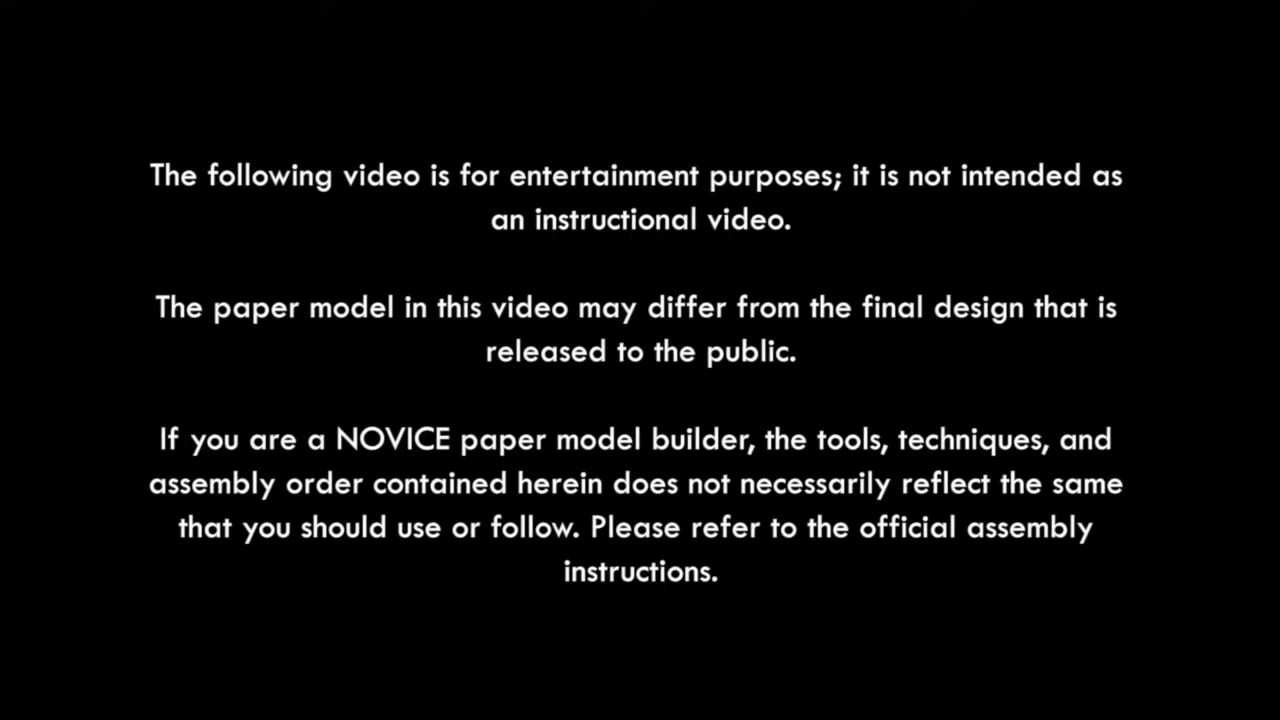 The following video is for entertainment purposes; it is not intended as
an instructional video.
The paper model in this video may differ from the final design that is
released to the public.
If you are a NOVICE paper model builder, the tools, techniques, and
assembly order contained herein does not necessarily reflect the same
that you should use or follow. Please refer to the official assembly
instructions.